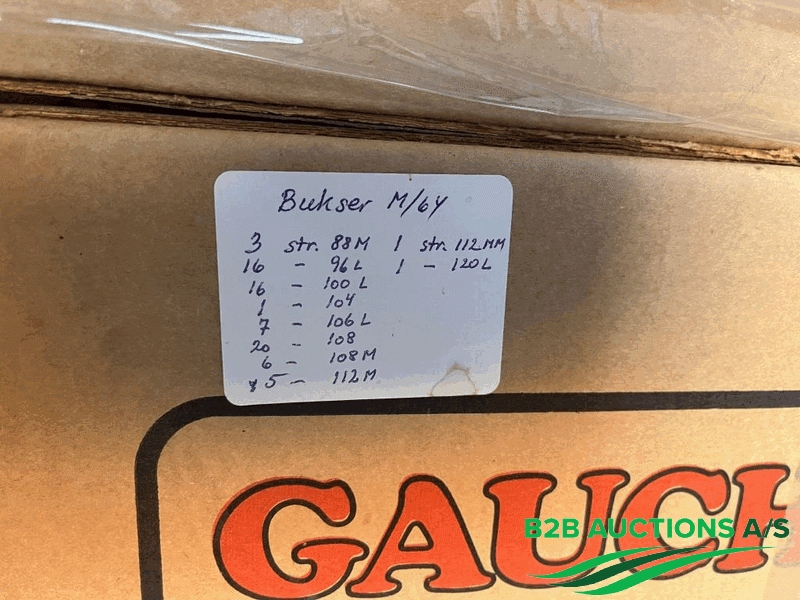 Bukser M/64
3 str. 88M 1 str. 112MM
16 - 96L 1 - 120L
16 - 100L
1 - 104
7 - 106L
20 - 108
6 - 108M
5 - 112M
GAUCH
B2B AUCTIONS A/S